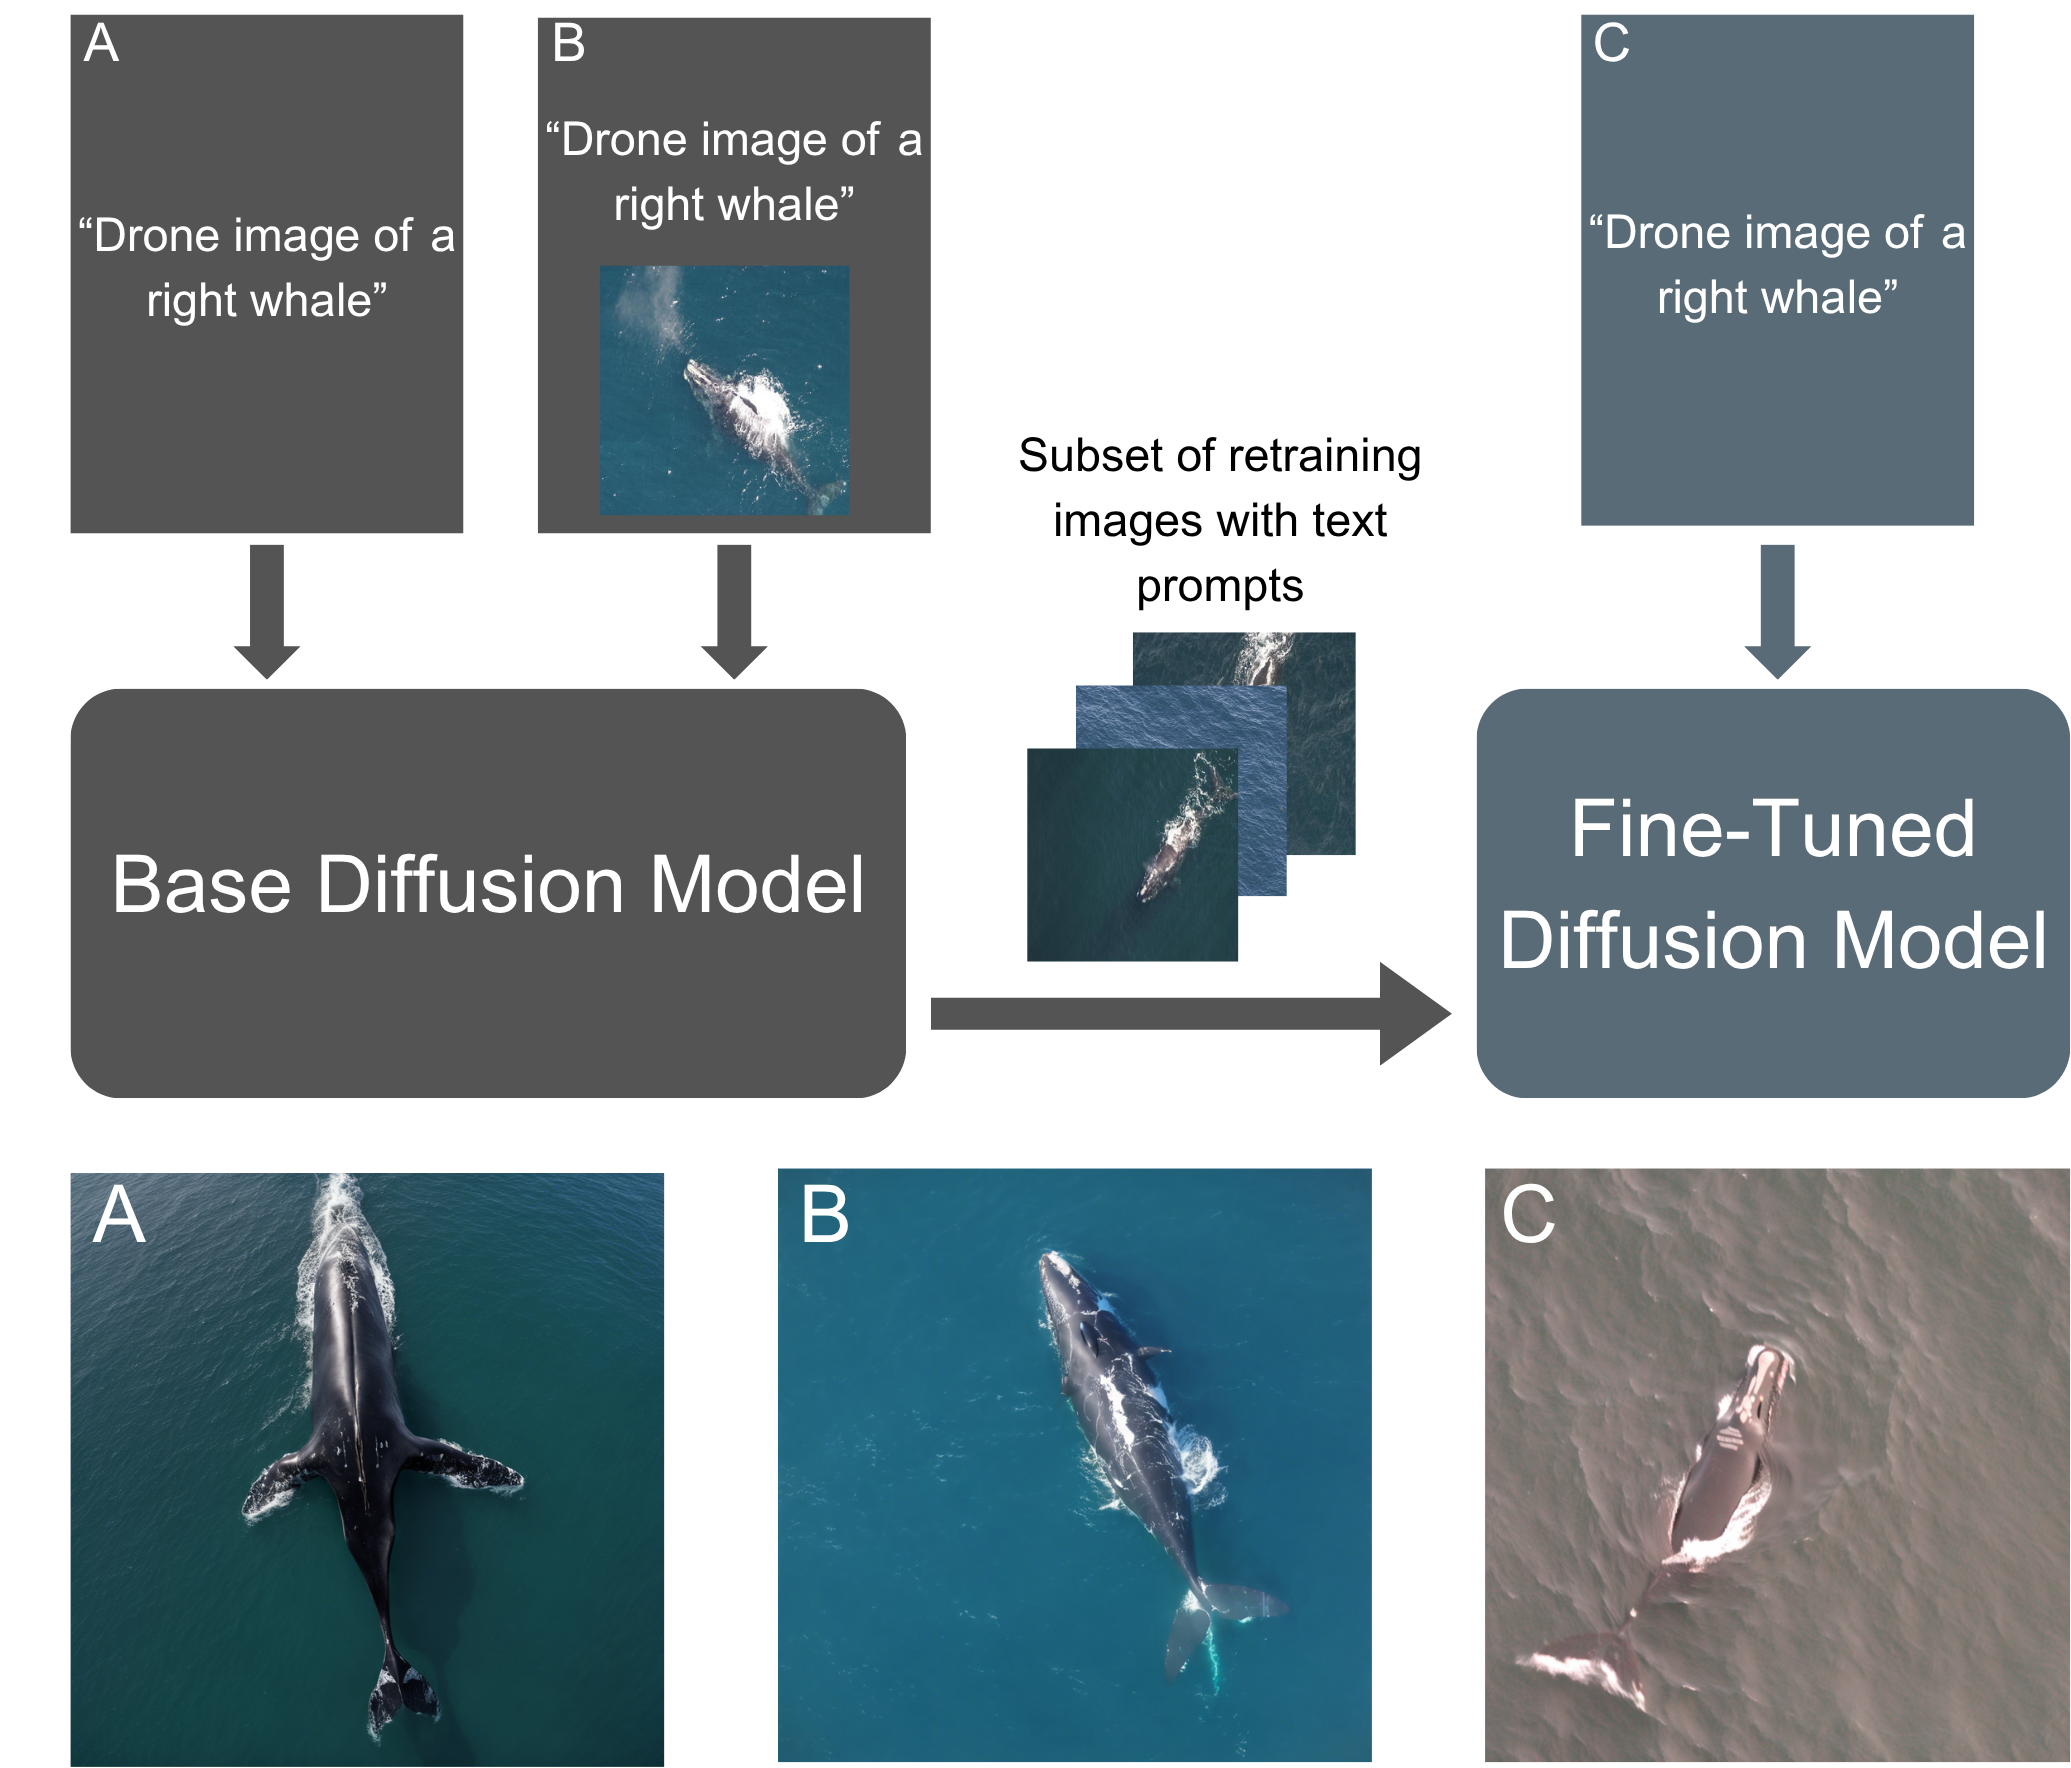 A
“Drone image of a
right whale”
B
“Drone image of a
right whale”
C
“Drone image of a
right whale”
Subset of retraining
images with text
prompts
Base Diffusion Model
Fine-Tuned
Diffusion Model
A
B
C